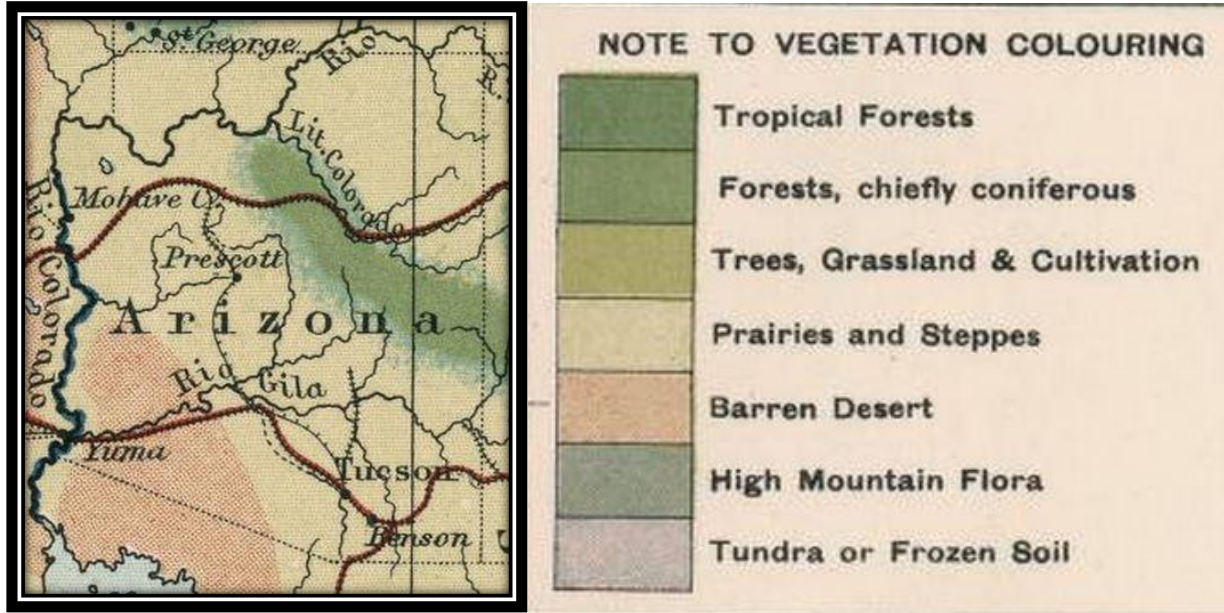 St. George
Rio
R.
Lit. Colorado
Mohave Cy.
Rio Colorado
Prescott
Arizona
Rio Gila
Yuma
Tucson
Benson
NOTE TO VEGETATION COLOURING
Tropical Forests
Forests, chiefly coniferous
Trees, Grassland & Cultivation
Prairies and Steppes
Barren Desert
High Mountain Flora
Tundra or Frozen Soil